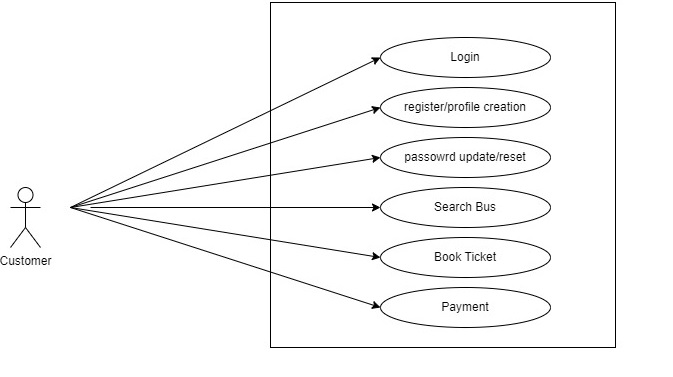 Login
register/profile creation
passowrd update/reset
Search Bus
Book Ticket
Customer
Payment